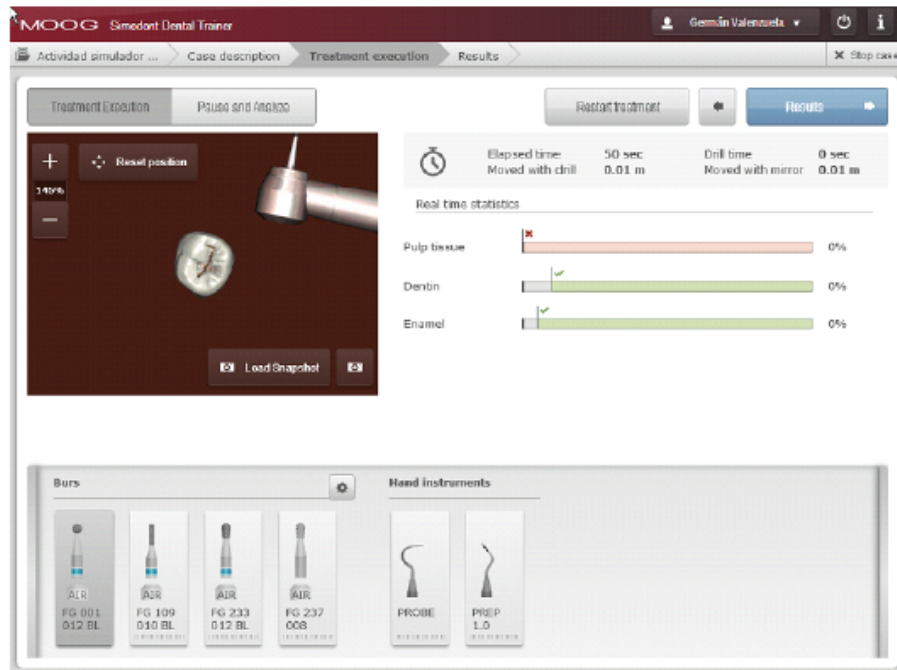 MOOG Simodont Dental Trainer
Germán Valenzuela
Actividad simulador ... Case description Treatment execution Results
Stop case
Treatment Execution Pause and Analize
Restart treatment
Results
Reset position
145%
Load Snapshot
Elapsed time 50 sec Drill time 0 sec
Moved with drill 0.01 m Moved with mirror 0.01 m
Real time statistics
Pulp tissue 0%
Dentin 0%
Enamel 0%
Burs
Hand instruments
AIR AIR AIR AIR
FG 001 FG 109 FG 233 FG 237 PROBE PREP
012 BL 010 BL 012 BL 008 1.0